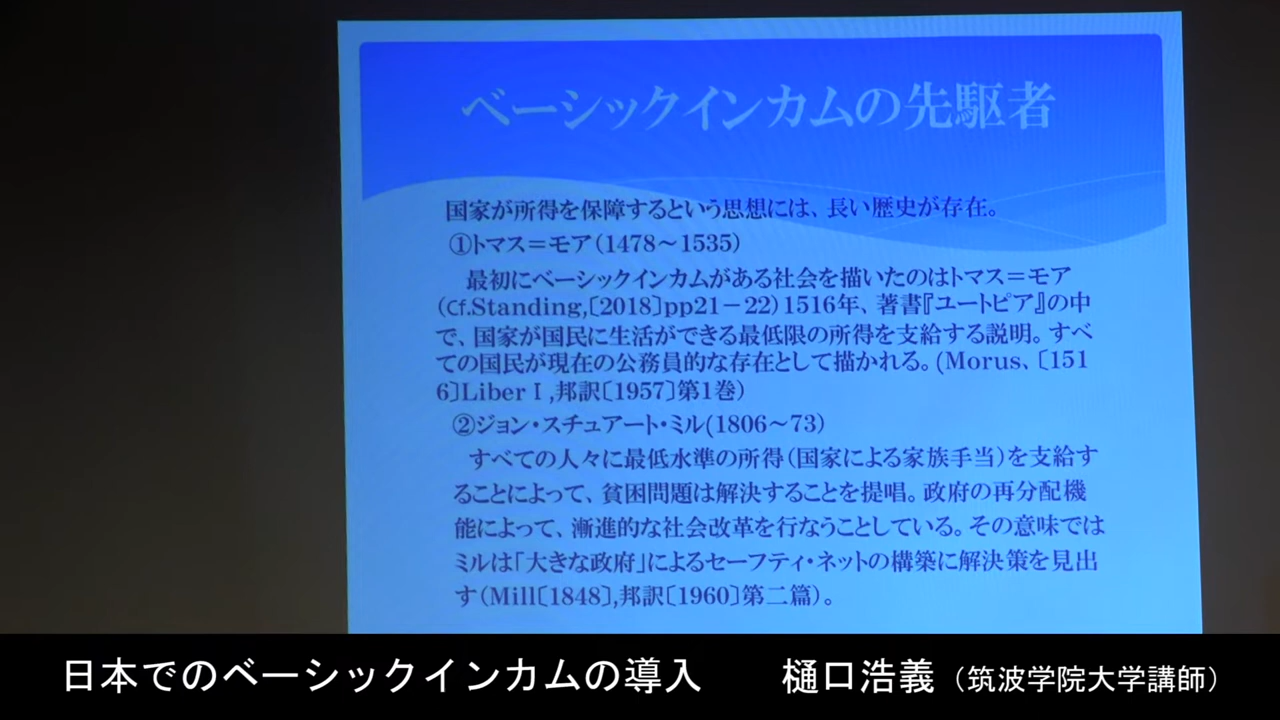 ベーシックインカムの先駆者
国家が所得を保障するという思想には、長い歴史が存在。
①トマス＝モア（1478～1535）
最初にベーシックインカムがある社会を描いたのはトマス＝モア
（Cf.Standing,〔2018〕pp21－22）1516年、著書『ユートピア』の中
で、国家が国民に生活ができる最低限の所得を支給する説明。すべ
ての国民が現在の公務員的な存在として描かれる。(Morus、〔151
6〕LiberⅠ,邦訳〔1957〕第1巻）
②ジョン・スチュアート・ミル(1806～73）
すべての人々に最低水準の所得（国家による家族手当）を支給す
ることによって、貧困問題は解決することを提唱。政府の再分配機
能によって、漸進的な社会改革を行なうことしている。その意味では
ミルは「大きな政府」によるセーフティ・ネットの構築に解決策を見出
す（Mill〔1848〕,邦訳〔1960〕第二篇）。
日本でのベーシックインカムの導入　樋口浩義（筑波学院大学講師）